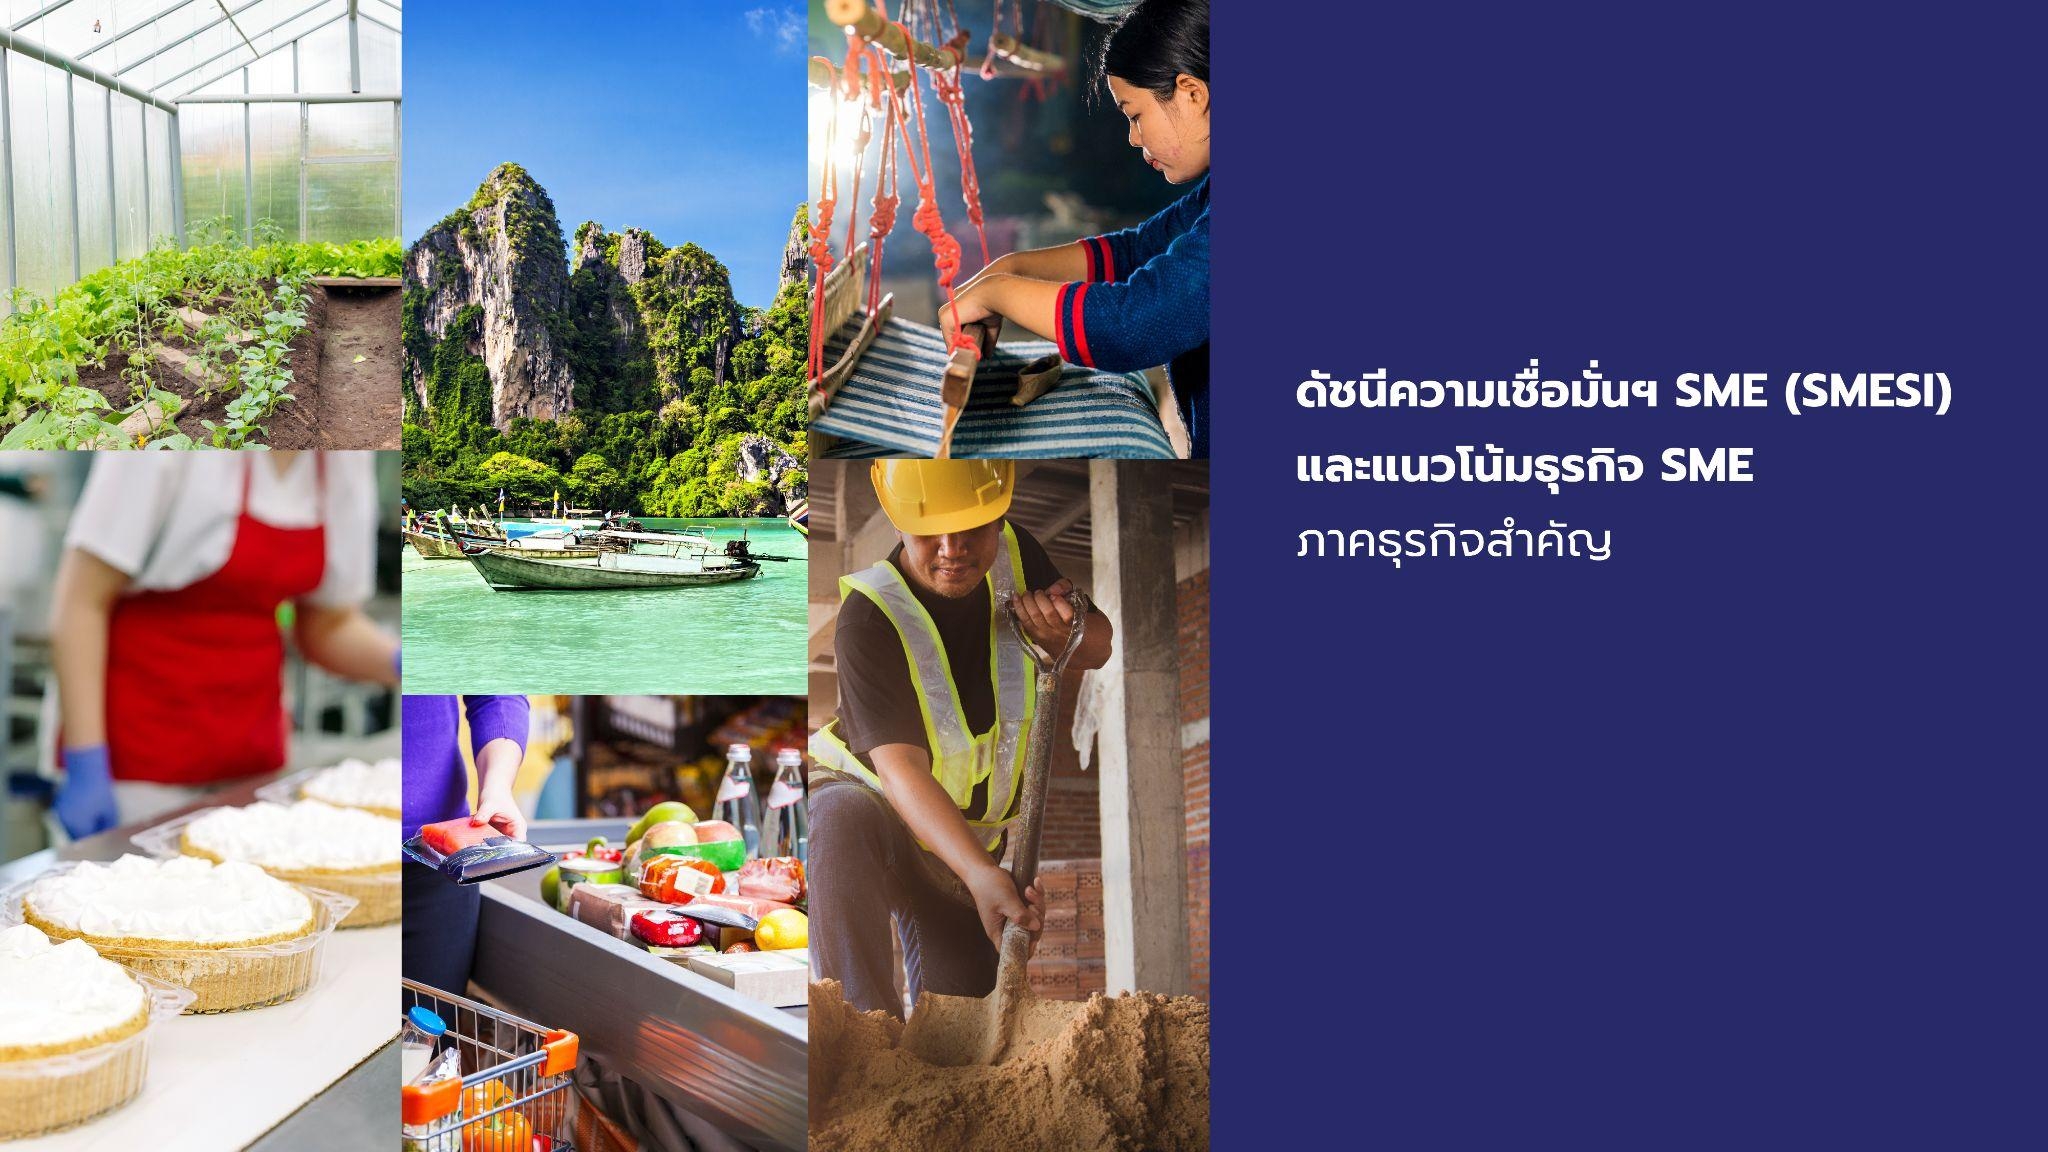 ดัชนีความเชื่อมั่นฯ SME (SMESI)
และแนวโน้มธุรกิจ SME
ภาคธุรกิจสำคัญ